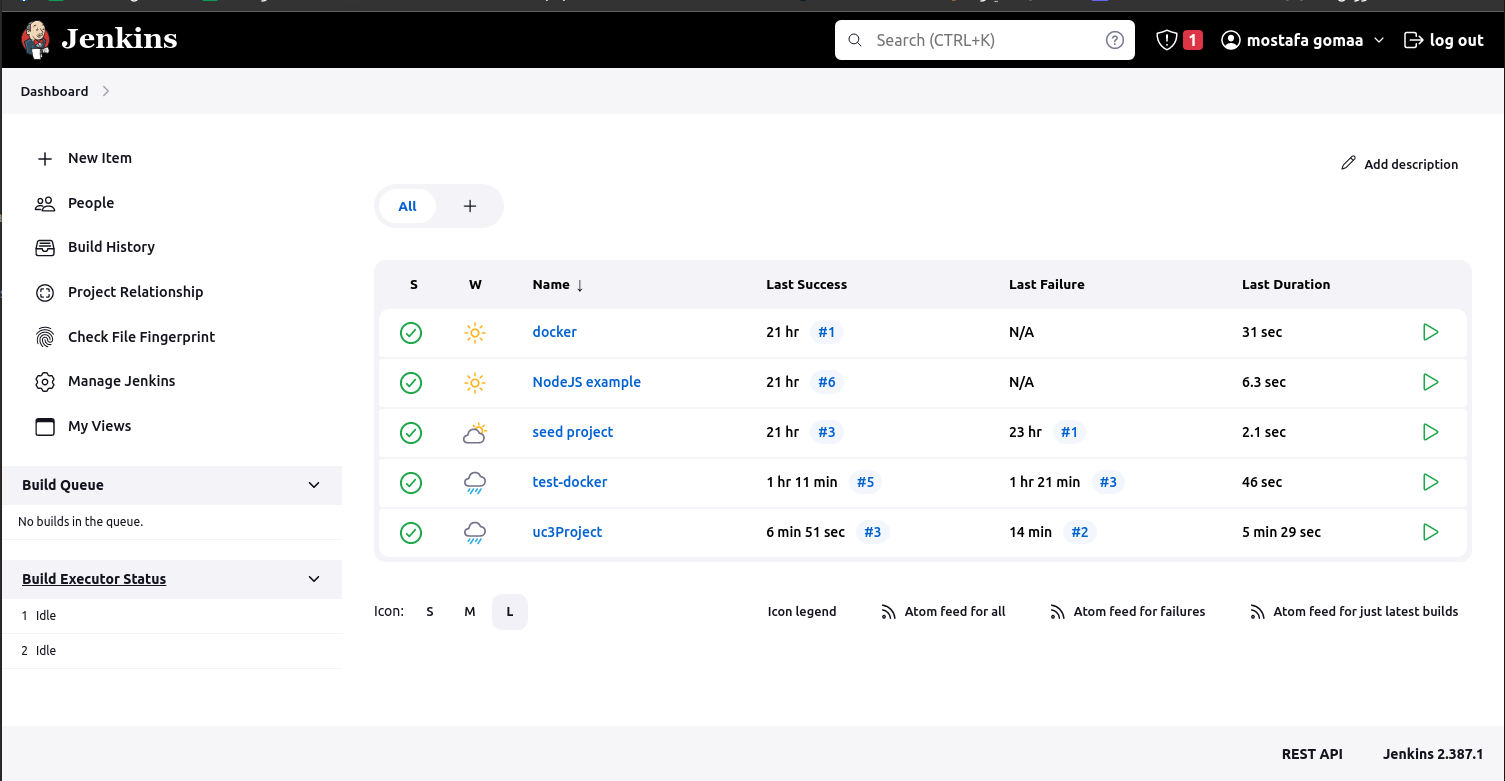 Jenkins
Search (CTRL+K)
1
mostafa gomaa
log out
Dashboard
New Item
People
Build History
Project Relationship
Check File Fingerprint
Manage Jenkins
My Views
Build Queue
No builds in the queue.
Build Executor Status
1 Idle
2 Idle
Add description
All +
S W Name ↓ Last Success Last Failure Last Duration
docker 21 hr #1 N/A 31 sec
NodeJS example 21 hr #6 N/A 6.3 sec
seed project 21 hr #3 23 hr #1 2.1 sec
test-docker 1 hr 11 min #5 1 hr 21 min #3 46 sec
uc3Project 6 min 51 sec #3 14 min #2 5 min 29 sec
Icon: S M L Icon legend Atom feed for all Atom feed for failures Atom feed for just latest builds
REST API Jenkins 2.387.1